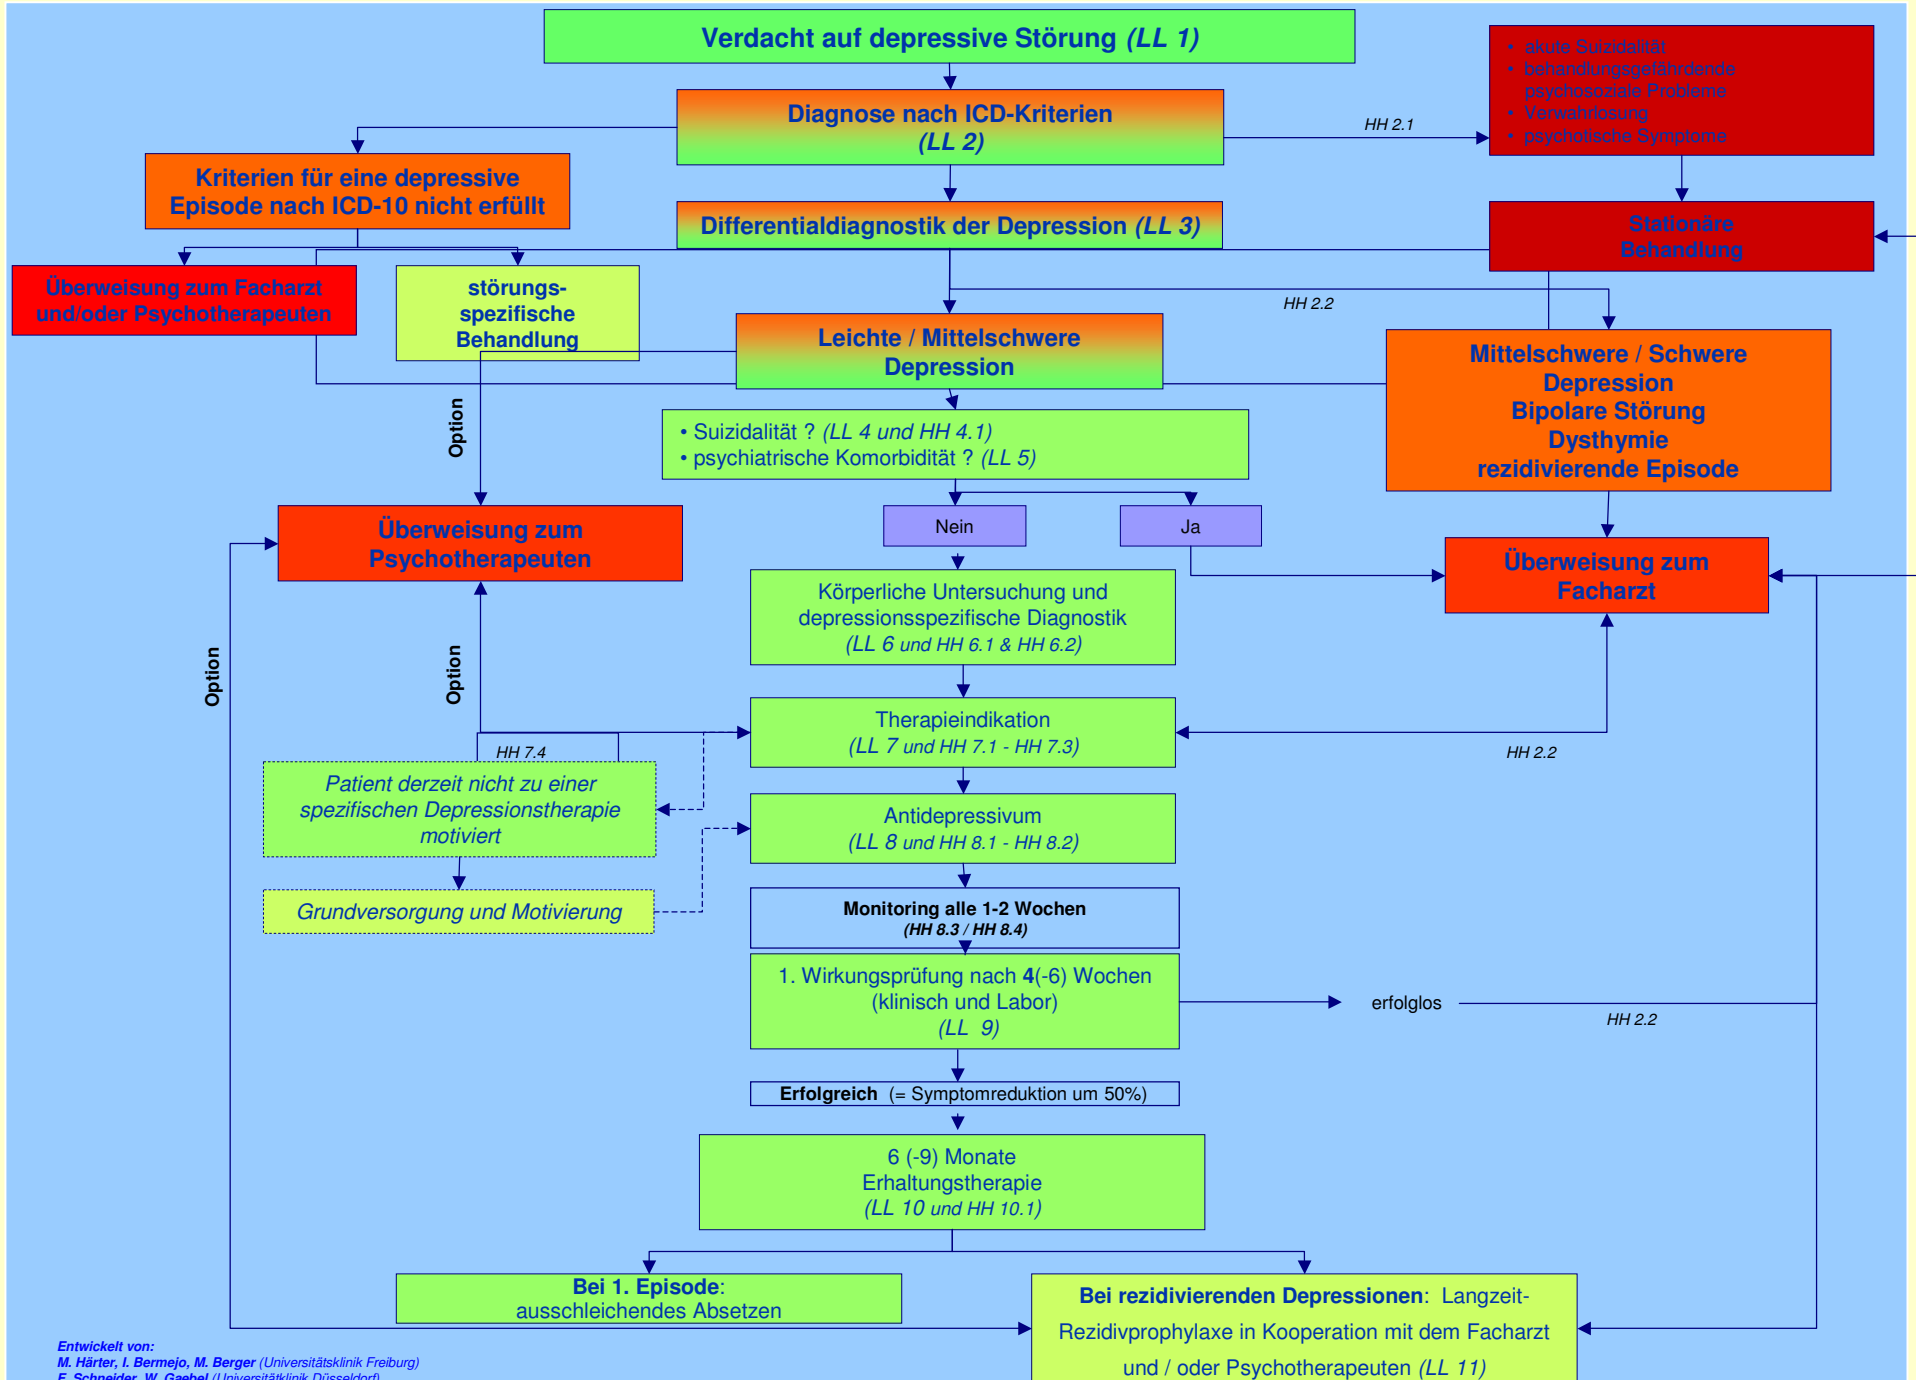 Verdacht auf depressive Störung (LL 1)
• akute Suizidalität
• behandlungsgefährdende
psychosoziale Probleme
• Verwahrlosung
• psychotische Symptome
Diagnose nach ICD-Kriterien
(LL 2)
HH 2.1
Kriterien für eine depressive
Episode nach ICD-10 nicht erfüllt
Differentialdiagnostik der Depression (LL 3)
Stationäre
Behandlung
Überweisung zum Facharzt
und/oder Psychotherapeuten
störungs-
spezifische
Behandlung
HH 2.2
Leichte / Mittelschwere
Depression
Mittelschwere / Schwere
Depression
Bipolare Störung
Dysthymie
rezidivierende Episode
Option
• Suizidalität ? (LL 4 und HH 4.1)
• psychiatrische Komorbidität ? (LL 5)
Nein
Ja
Überweisung zum
Psychotherapeuten
Überweisung zum
Facharzt
Körperliche Untersuchung und
depressionsspezifische Diagnostik
(LL 6 und HH 6.1 & HH 6.2)
Option
Option
Therapieindikation
(LL 7 und HH 7.1 - HH 7.3)
HH 7.4
HH 2.2
Patient derzeit nicht zu einer
spezifischen Depressionstherapie
motiviert
Antidepressivum
(LL 8 und HH 8.1 - HH 8.2)
Grundversorgung und Motivierung
Monitoring alle 1-2 Wochen
(HH 8.3 / HH 8.4)
1. Wirkungsprüfung nach 4(-6) Wochen
(klinisch und Labor)
(LL 9)
erfolglos
HH 2.2
Erfolgreich (= Symptomreduktion um 50%)
6 (-9) Monate
Erhaltungstherapie
(LL 10 und HH 10.1)
Bei 1. Episode:
ausschleichendes Absetzen
Bei rezidivierenden Depressionen: Langzeit-
Rezidivprophylaxe in Kooperation mit dem Facharzt
und / oder Psychotherapeuten (LL 11)
Entwickelt von:
M. Härter, I. Bermejo, M. Berger (Universitätsklinik Freiburg)
F. Schneider, W. Gaebel (Universitätklinik Düsseldorf)